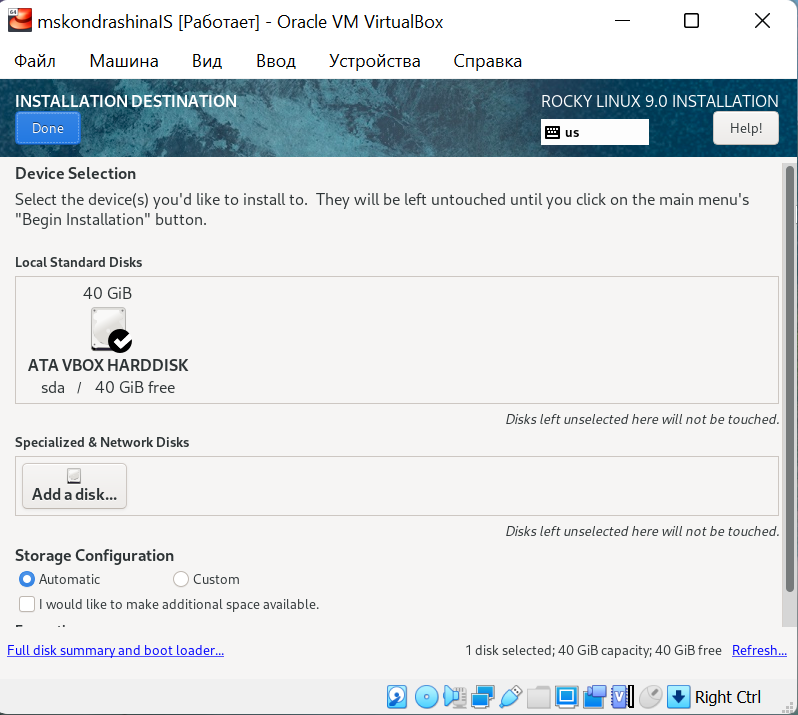 mskondrashinaIS [Работает] - Oracle VM VirtualBox
Файл Машина Вид Ввод Устройства Справка
INSTALLATION DESTINATION
ROCKY LINUX 9.0 INSTALLATION
Done
us
Help!
Device Selection
Select the device(s) you'd like to install to. They will be left untouched until you click on the main menu's
"Begin Installation" button.
Local Standard Disks
40 GiB
ATA VBOX HARDDISK
sda / 40 GiB free
Disks left unselected here will not be touched.
Specialized & Network Disks
Add a disk...
Disks left unselected here will not be touched.
Storage Configuration
Automatic Custom
I would like to make additional space available.
Full disk summary and boot loader...
1 disk selected; 40 GiB capacity; 40 GiB free Refresh...
Right Ctrl